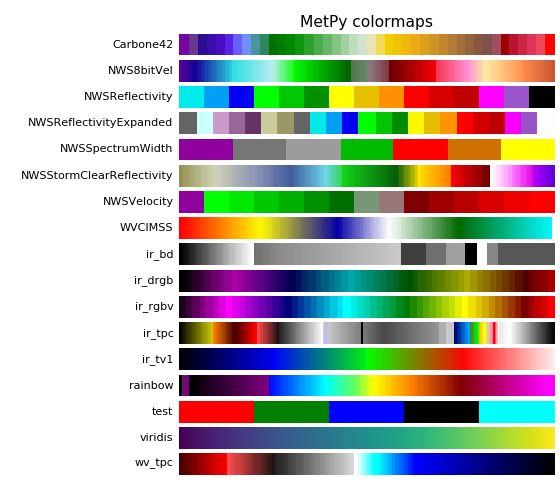 MetPy colormaps
Carbone42
NWS8bitVel
NWSReflectivity
NWSReflectivityExpanded
NWSSpectrumWidth
NWSStormClearReflectivity
NWSVelocity
WVCIMSS
ir_bd
ir_drgb
ir_rgbv
ir_tpc
ir_tv1
rainbow
test
viridis
wv_tpc